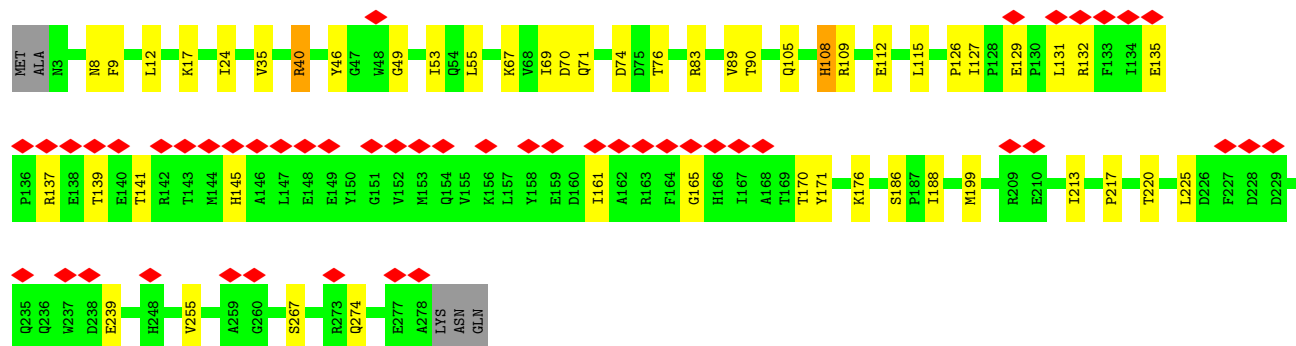 MET ALA N3 N8 F9 L12 K17 I24 V35 R40 Y46 G47 W48 G49 I53 Q54 L55 K67 V68 I69 D70 Q71 D74 D75 T76 R83 V89 T90 Q105 H108 R109 E112 L115 P126 I127 P128 E129 P130 L131 R132 F133 I134 E135
P136 R137 E138 T139 E140 T141 R142 T143 M144 H145 A146 L147 E148 E149 Y150 G151 V152 M153 Q154 V155 K156 L157 Y158 E159 D160 I161 A162 R163 F164 G165 H166 I167 A168 T169 T170 Y171 K176 S186 P187 I188 M199 R209 E210 I213 P217 T220 L225 D226 F227 D228 D229
Q235 Q236 W237 D238 E239 H248 V255 A259 G260 S267 R273 Q274 E277 A278 LYS ASN GLN